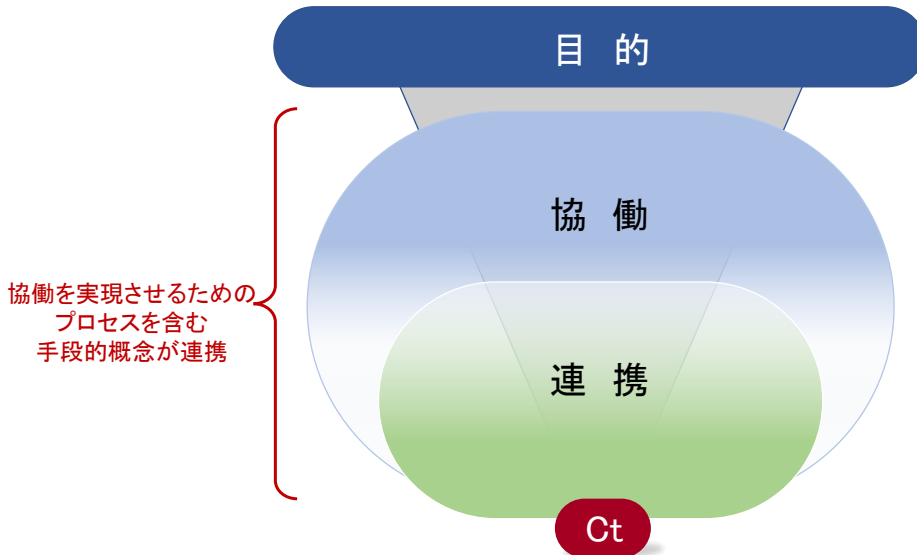 目 的
協 働
協働を実現させるための
プロセスを含む
手段的概念が連携
連 携
Ct